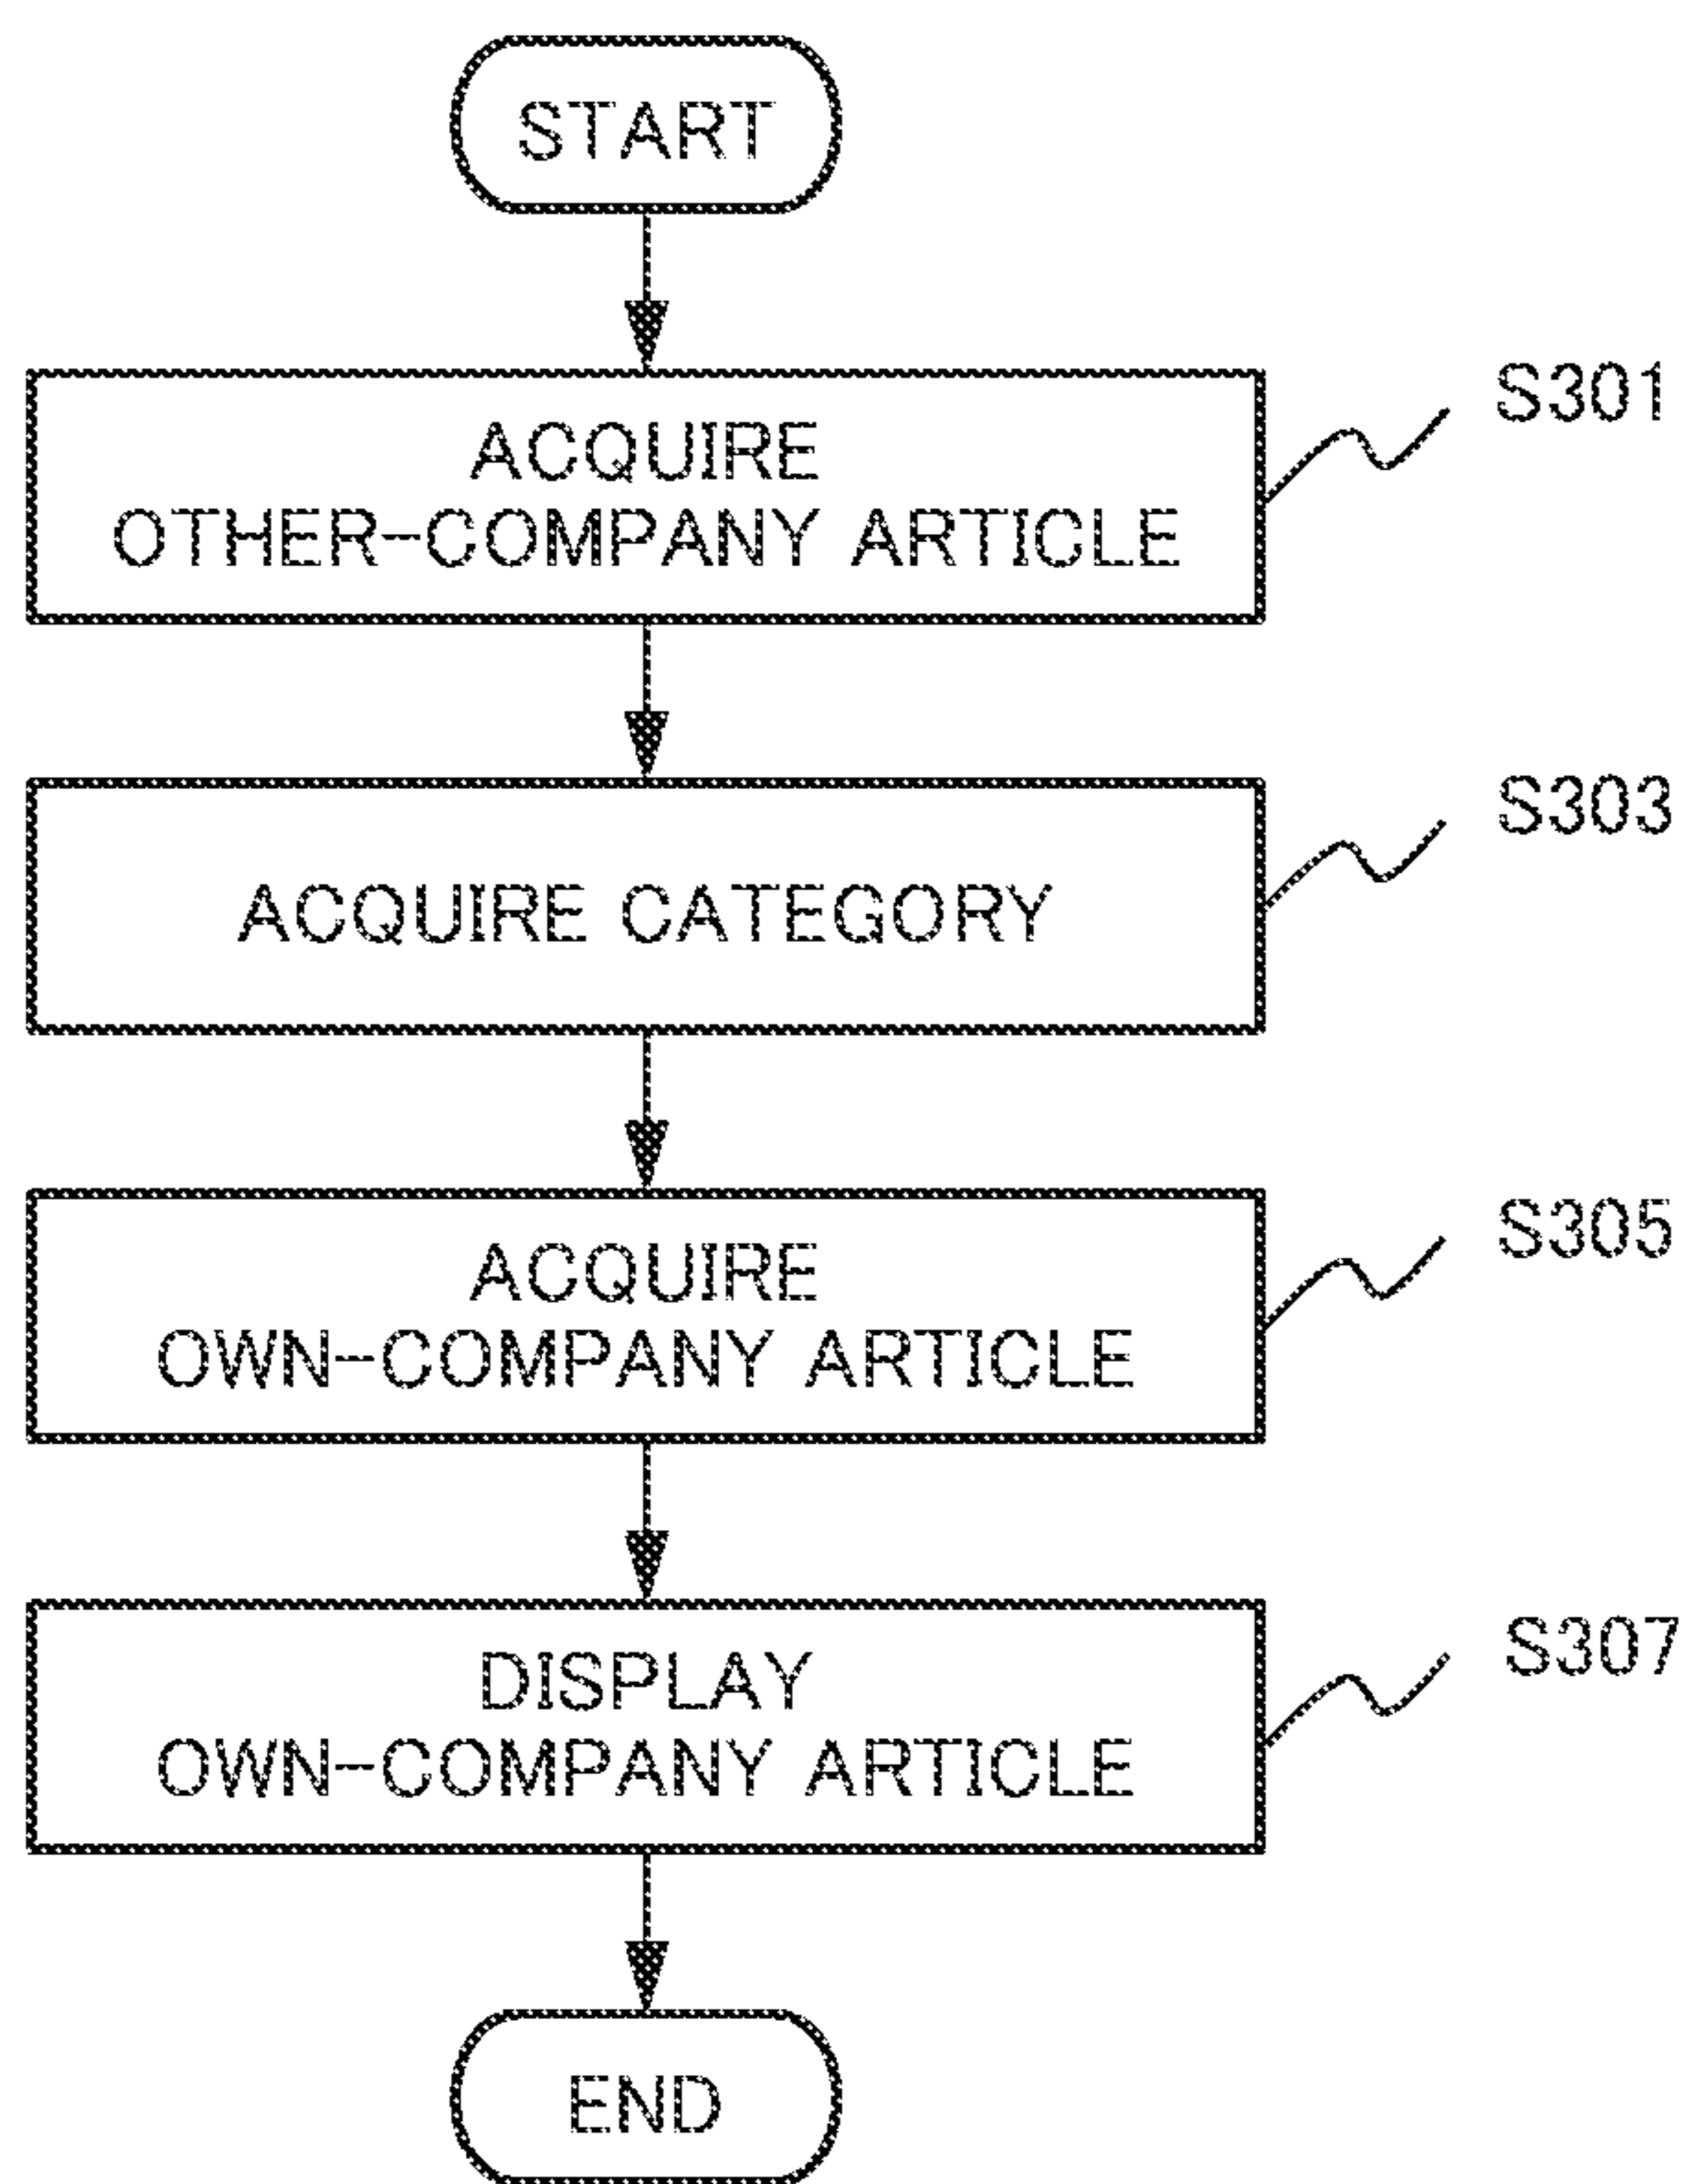 START
ACQUIRE
OTHER-COMPANY ARTICLE
S301
ACQUIRE CATEGORY
S303
ACQUIRE
OWN-COMPANY ARTICLE
S305
DISPLAY
OWN-COMPANY ARTICLE
S307
END